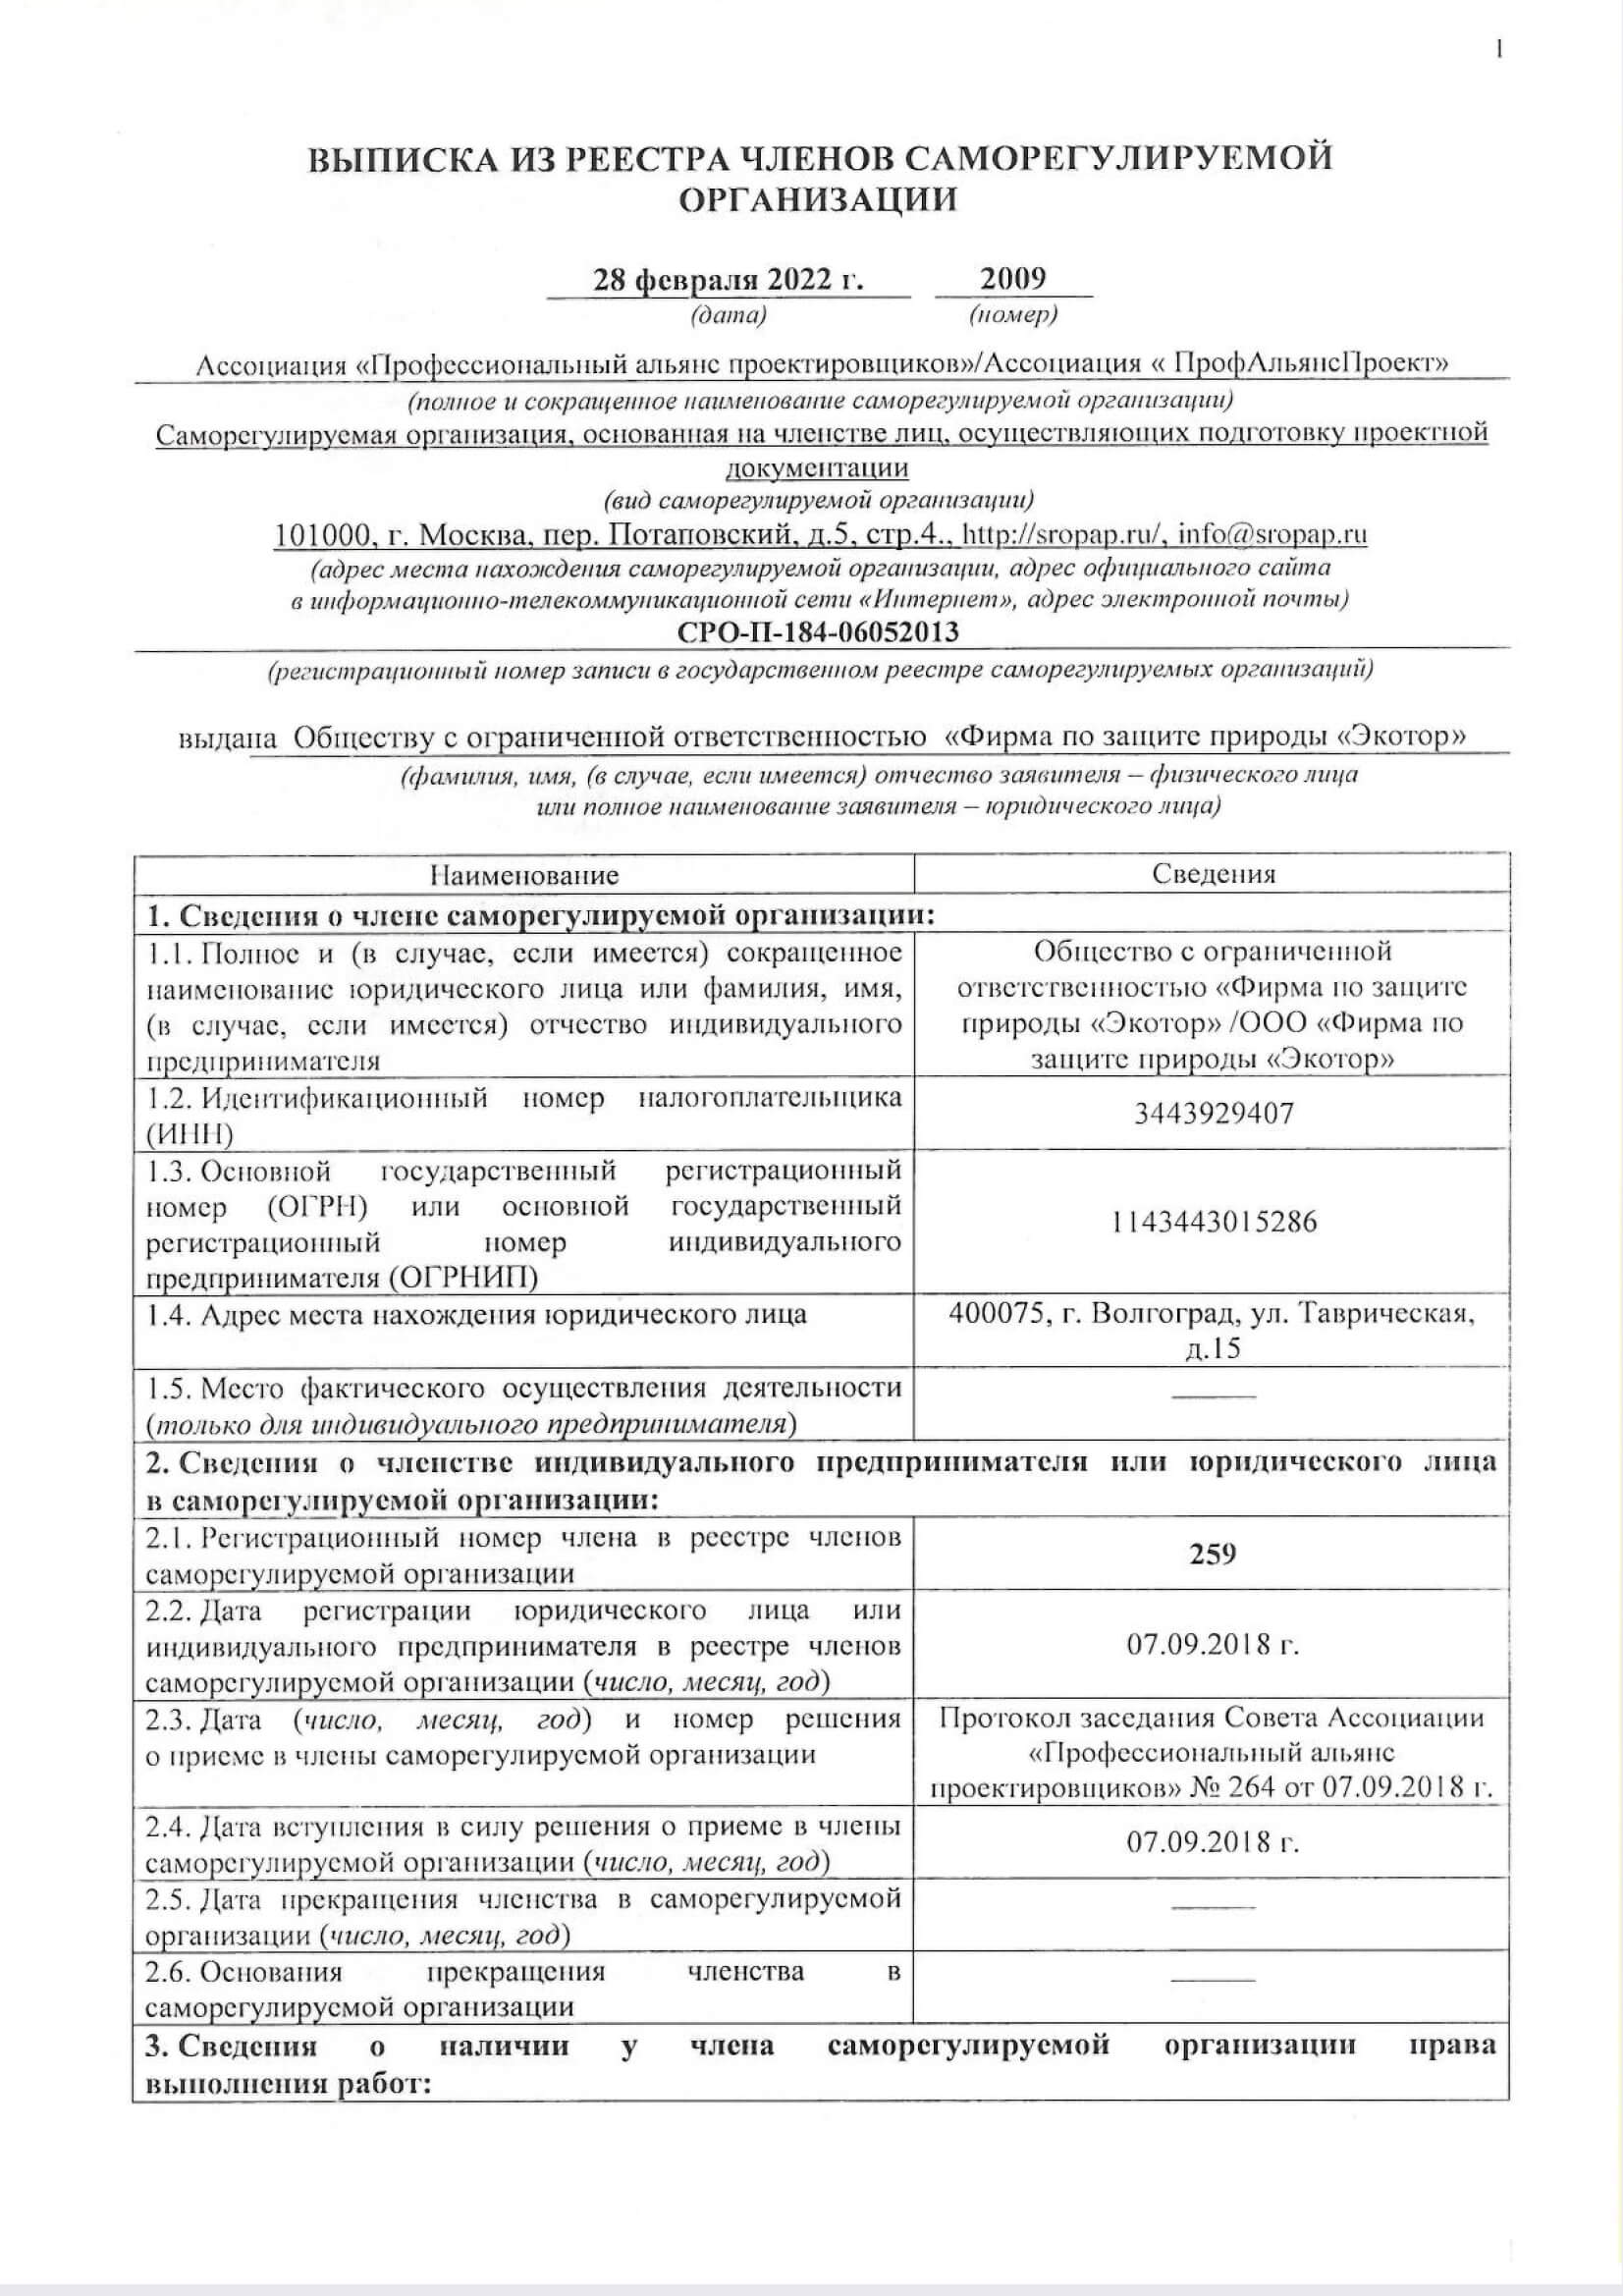 1
ВЫПИСКА ИЗ РЕЕСТРА ЧЛЕНОВ САМОРЕГУЛИРУЕМОЙ
ОРГАНИЗАЦИИ
28 февраля 2022 г. 2009
(дата) (номер)
Ассоциация «Профессиональный альянс проектировщиков»/Ассоциация « ПрофАльянсПроект»
(полное и сокращенное наименование саморегулируемой организации)
Саморегулируемая организация, основанная на членстве лиц, осуществляющих подготовку проектной
документации
(вид саморегулируемой организации)
101000, г. Москва, пер. Потаповский, д.5, стр.4., http://sropap.ru/, info@sropap.ru
(адрес места нахождения саморегулируемой организации, адрес официального сайта
в информационно-телекоммуникационной сети «Интернет», адрес электронной почты)
СРО-П-184-06052013
(регистрационный номер записи в государственном реестре саморегулируемых организаций)
выдана Обществу с ограниченной ответственностью «Фирма по защите природы «Экотор»
(фамилия, имя, (в случае, если имеется) отчество заявителя – физического лица
или полное наименование заявителя – юридического лица)
Наименование Сведения
1. Сведения о члене саморегулируемой организации:
1.1. Полное и (в случае, если имеется) сокращенное
наименование юридического лица или фамилия, имя,
(в случае, если имеется) отчество индивидуального
предпринимателя
Общество с ограниченной
ответственностью «Фирма по защите
природы «Экотор» /ООО «Фирма по
защите природы «Экотор»
1.2. Идентификационный номер налогоплательщика
(ИНН)
3443929407
1.3. Основной государственный регистрационный
номер (ОГРН) или основной государственный
регистрационный номер индивидуального
предпринимателя (ОГРНИП)
1143443015286
1.4. Адрес места нахождения юридического лица
400075, г. Волгоград, ул. Таврическая,
д.15
1.5. Место фактического осуществления деятельности
(только для индивидуального предпринимателя)
2. Сведения о членстве индивидуального предпринимателя или юридического лица
в саморегулируемой организации:
2.1. Регистрационный номер члена в реестре членов
саморегулируемой организации
259
2.2. Дата регистрации юридического лица или
индивидуального предпринимателя в реестре членов
саморегулируемой организации (число, месяц, год)
07.09.2018 г.
2.3. Дата (число, месяц, год) и номер решения
о приеме в члены саморегулируемой организации
Протокол заседания Совета Ассоциации
«Профессиональный альянс
проектировщиков» № 264 от 07.09.2018 г.
2.4. Дата вступления в силу решения о приеме в члены
саморегулируемой организации (число, месяц, год)
07.09.2018 г.
2.5. Дата прекращения членства в саморегулируемой
организации (число, месяц, год)
2.6. Основания прекращения членства в
саморегулируемой организации
3. Сведения о наличии у члена саморегулируемой организации права
выполнения работ: